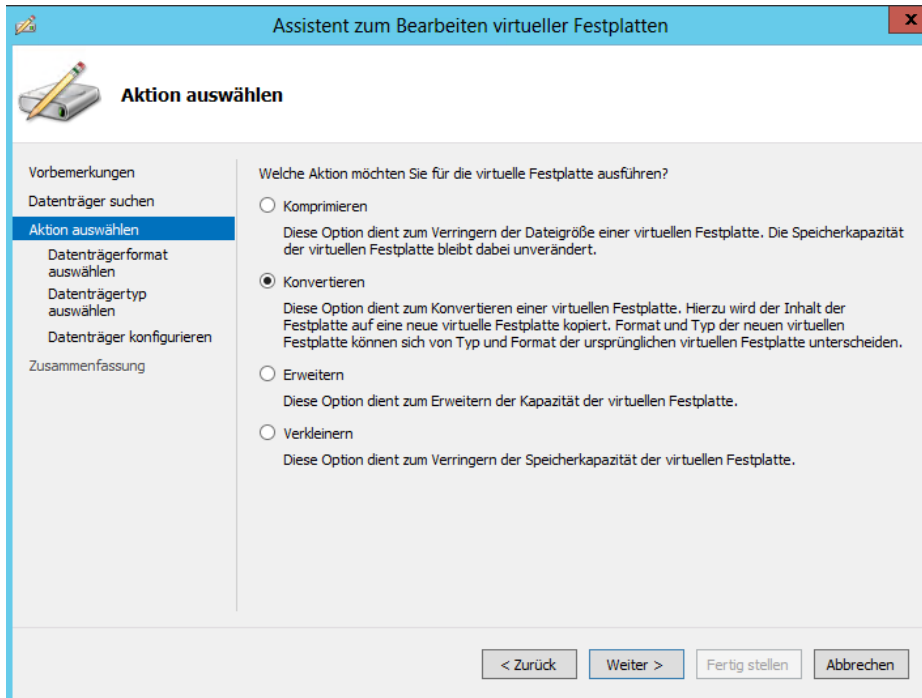 Assistent zum Bearbeiten virtueller Festplatten
x
Aktion auswählen
Vorbemerkungen
Datenträger suchen
Aktion auswählen
Datenträgerformat
auswählen
Datenträgertyp
auswählen
Datenträger konfigurieren
Zusammenfassung
Welche Aktion möchten Sie für die virtuelle Festplatte ausführen?
Komprimieren
Diese Option dient zum Verringern der Dateigröße einer virtuellen Festplatte. Die Speicherkapazität
der virtuellen Festplatte bleibt dabei unverändert.
Konvertieren
Diese Option dient zum Konvertieren einer virtuellen Festplatte. Hierzu wird der Inhalt der
Festplatte auf eine neue virtuelle Festplatte kopiert. Format und Typ der neuen virtuellen
Festplatte können sich von Typ und Format der ursprünglichen virtuellen Festplatte unterscheiden.
Erweitern
Diese Option dient zum Erweitern der Kapazität der virtuellen Festplatte.
Verkleinern
Diese Option dient zum Verringern der Speicherkapazität der virtuellen Festplatte.
< Zurück
Weiter >
Fertig stellen
Abbrechen